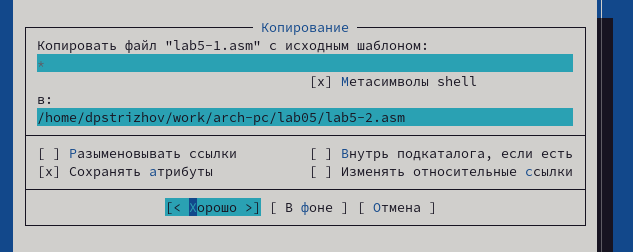 Копирование
Копировать файл "lab5-1.asm" с исходным шаблоном:
*
[x] Метасимволы shell
в:
/home/dpstrizhov/work/arch-pc/lab05/lab5-2.asm
[ ] Разыменовывать ссылки [ ] Внутрь подкаталога, если есть
[x] Сохранять атрибуты [ ] Изменять относительные ссылки
[< Хорошо >] [ В фоне ] [ Отмена ]